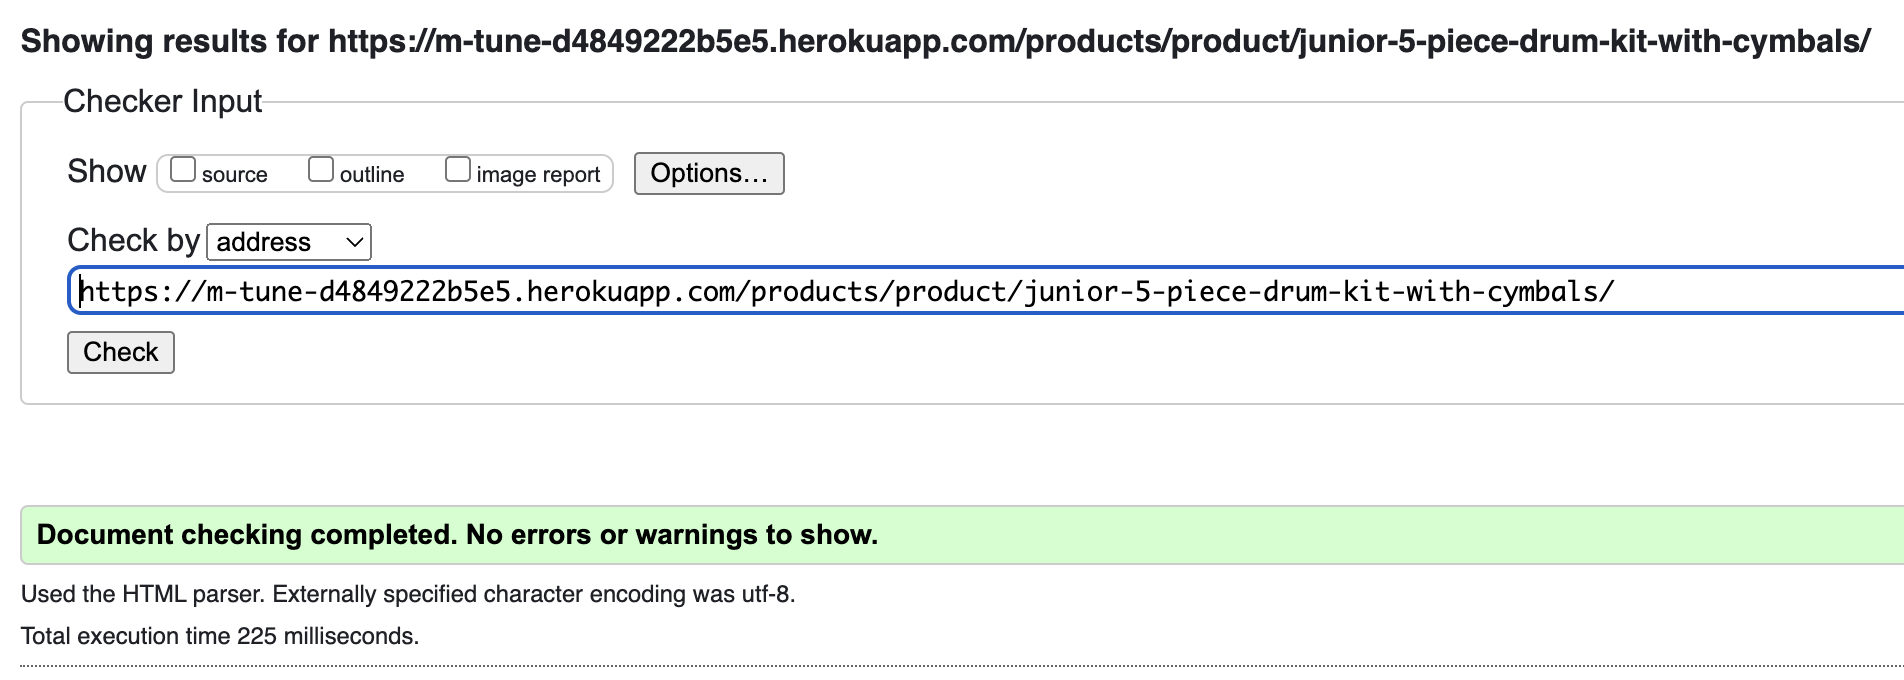 Showing results for https://m-tune-d4849222b5e5.herokuapp.com/products/product/junior-5-piece-drum-kit-with-cymbals/
Checker Input
Show source outline image report Options...
Check by address
https://m-tune-d4849222b5e5.herokuapp.com/products/product/junior-5-piece-drum-kit-with-cymbals/
Check
Document checking completed. No errors or warnings to show.
Used the HTML parser. Externally specified character encoding was utf-8.
Total execution time 225 milliseconds.